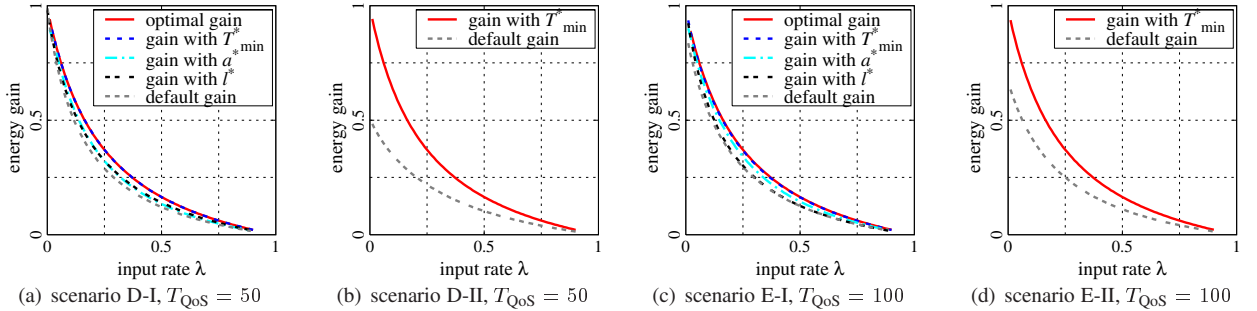 1
0.5
0
energy gain
optimal gain
gain with T*min
gain with a*min
gain with l*
default gain
0 0.5 1
input rate λ
(a) scenario D-I, TQoS = 50
1
0.5
0
energy gain
gain with T*min
default gain
0 0.5 1
input rate λ
(b) scenario D-II, TQoS = 50
1
0.5
0
energy gain
optimal gain
gain with T*min
gain with a*min
gain with l*
default gain
0 0.5 1
input rate λ
(c) scenario E-I, TQoS = 100
1
0.5
0
energy gain
gain with T*min
default gain
0 0.5 1
input rate λ
(d) scenario E-II, TQoS = 100